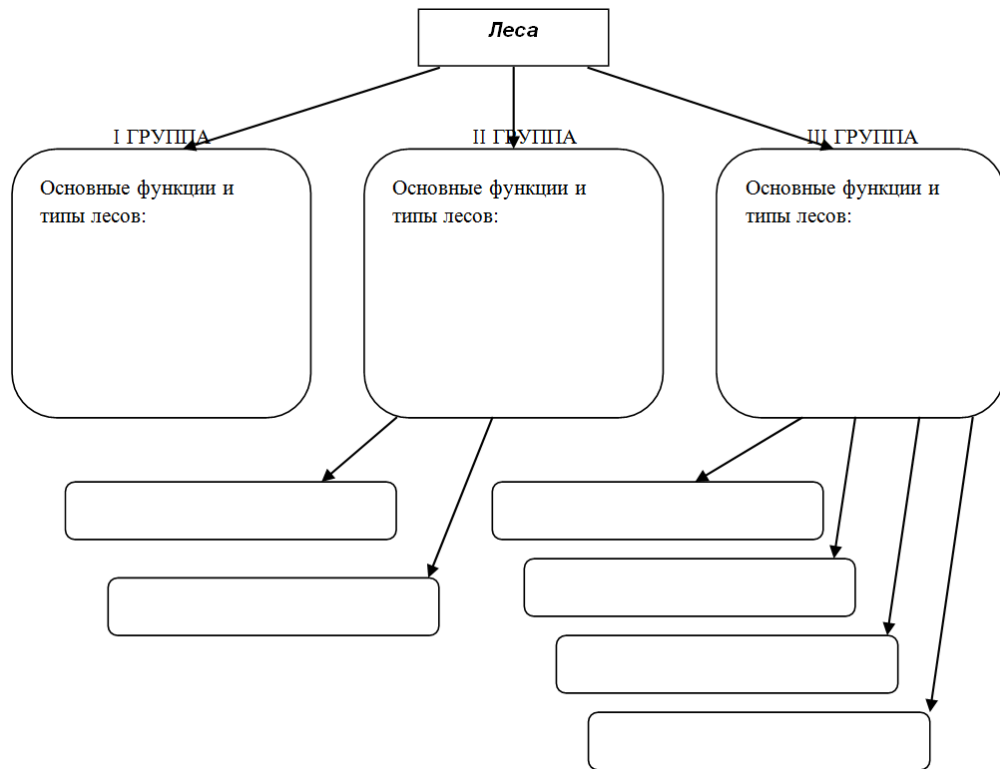 Леса
I ГРУППА
II ГРУППА
III ГРУППА
Основные функции и
типы лесов:
Основные функции и
типы лесов:
Основные функции и
типы лесов: